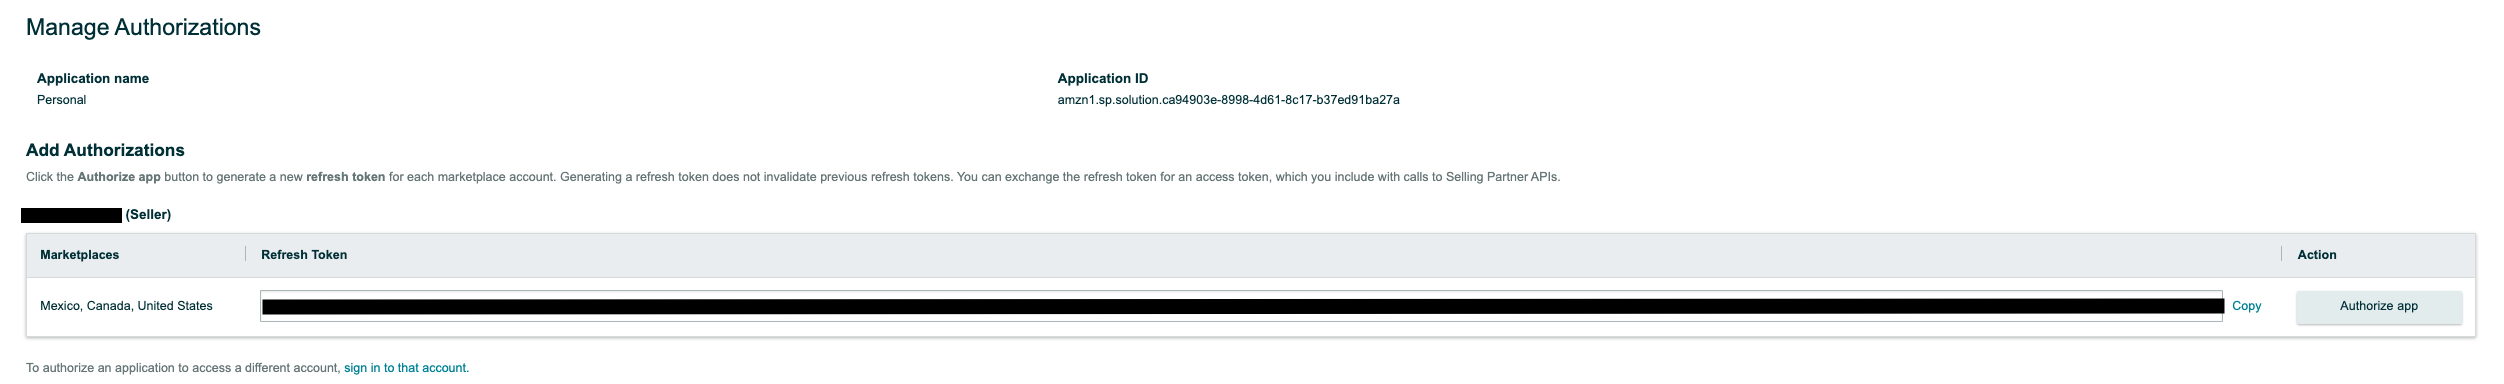 Manage Authorizations
Application name
Application ID
Personal
amzn1.sp.solution.ca94903e-8998-4d61-8c17-b37ed91ba27a
Add Authorizations
Click the Authorize app button to generate a new refresh token for each marketplace account. Generating a refresh token does not invalidate previous refresh tokens. You can exchange the refresh token for an access token, which you include with calls to Selling Partner APIs.
(Seller)
Marketplaces
Refresh Token
Action
Mexico, Canada, United States
Copy
Authorize app
To authorize an application to access a different account, sign in to that account.